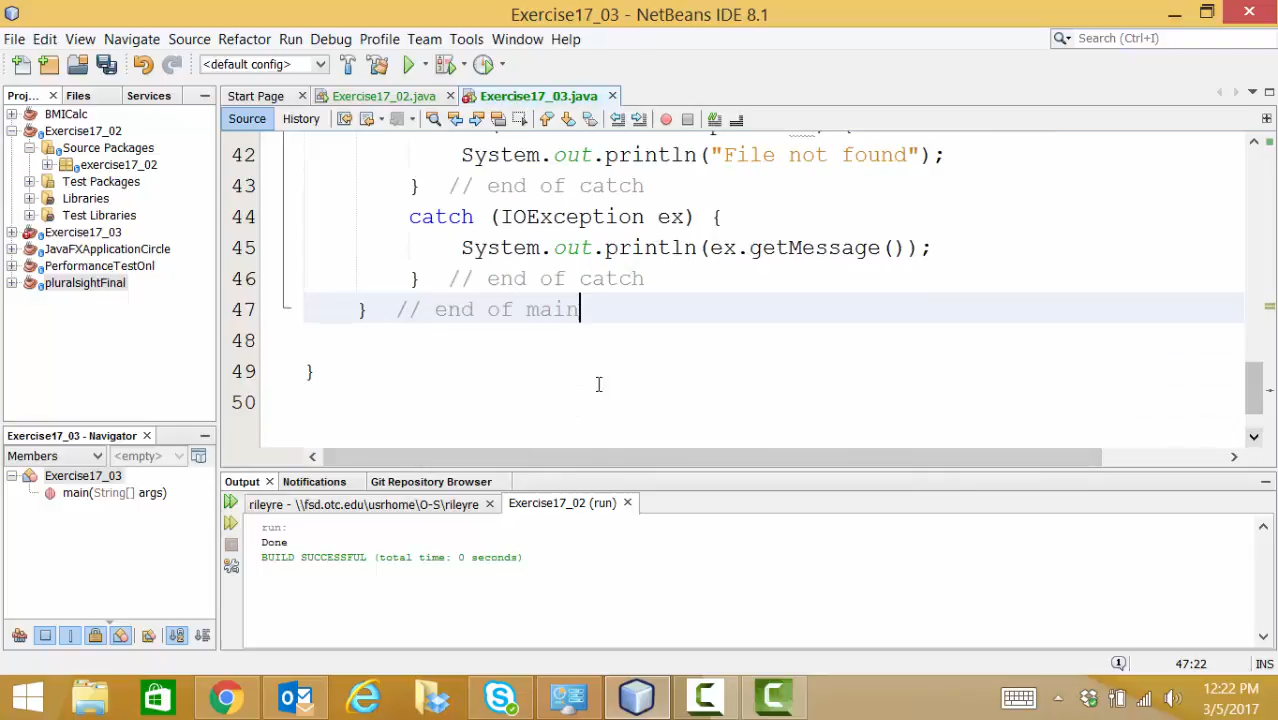 Exercise17_03 - NetBeans IDE 8.1
File Edit View Navigate Source Refactor Run Debug Profile Team Tools Window Help
Search (Ctrl+I)
<default config>
Proj... Files Services
Start Page Exercise17_02.java Exercise17_03.java
Source History
BMICalc
Exercise17_02
Source Packages
exercise17_02
Test Packages
Libraries
Test Libraries
Exercise17_03
JavaFXApplicationCircle
PerformanceTestOnl
pluralsightFinal
42 System.out.println("File not found");
43 } // end of catch
44 catch (IOException ex) {
45 System.out.println(ex.getMessage());
46 } // end of catch
47 } // end of main
48
49 }
50
Exercise17_03 - Navigator
Members <empty>
Exercise17_03
main(String[] args)
Output Notifications Git Repository Browser
rileyre - \\fsd.otc.edu\usrhome\O-S\rileyre Exercise17_02 (run)
run:
Done
BUILD SUCCESSFUL (total time: 0 seconds)
1 47:22 INS
12:22 PM
3/5/2017